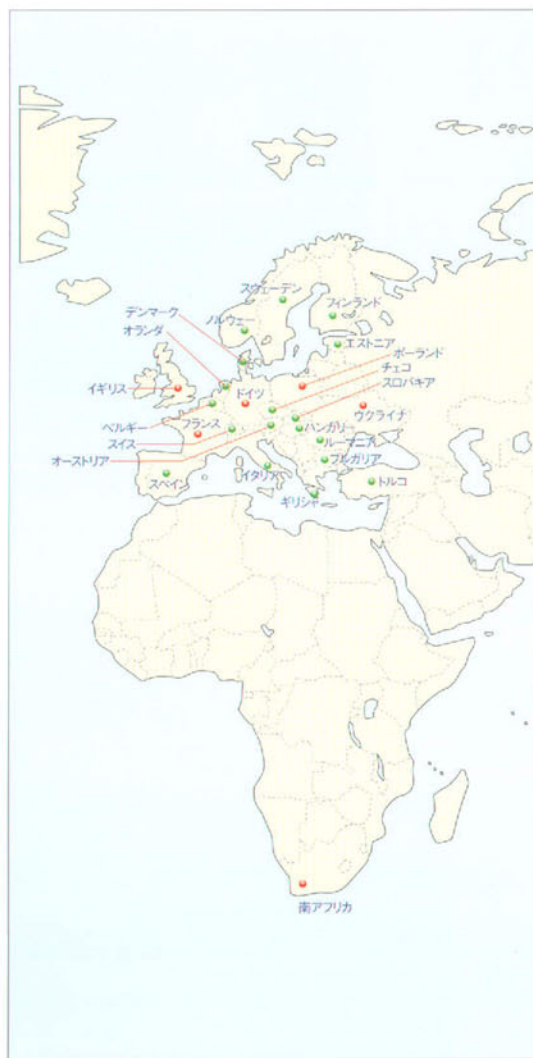 スウェーデン
デンマーク
フィンランド
オランダ
ノルウェー
エストニア
ポーランド
チェコ
イギリス
ドイツ
スロバキア
ベルギー
フランス
ウクライナ
スイス
ハンガリー
ルーマニア
オーストリア
ブルガリア
スペイン
イタリア
トルコ
ギリシャ
南アフリカ